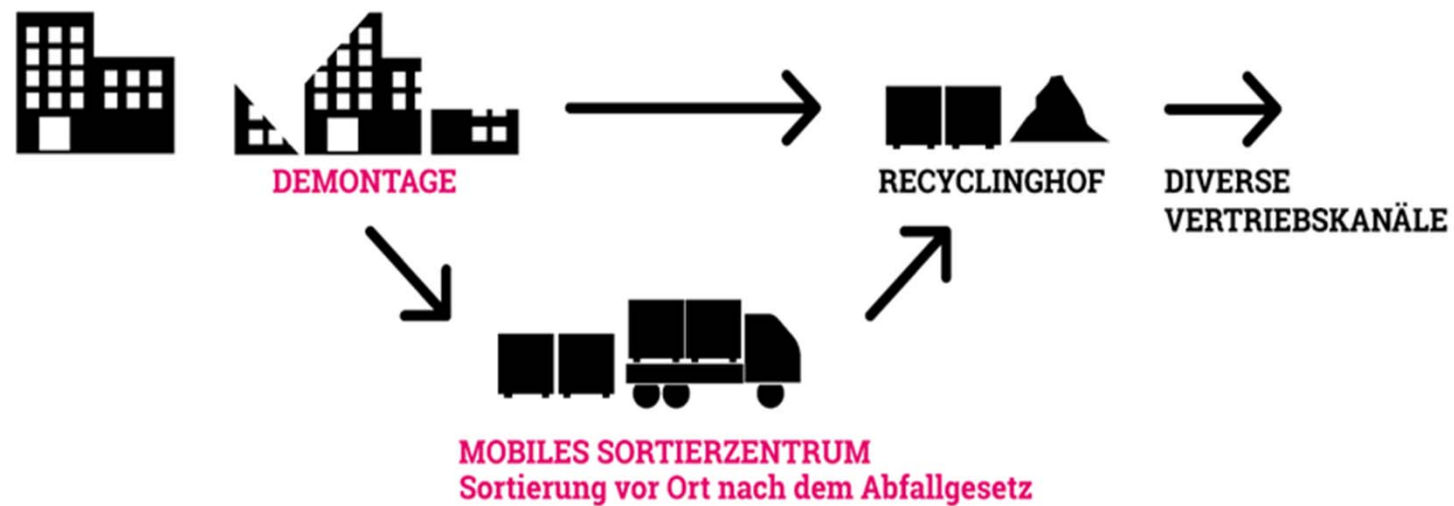 DEMONTAGE
RECYCLINGHOF
DIVERSE
VERTRIEBSKANÄLE
MOBILES SORTIERZENTRUM
Sortierung vor Ort nach dem Abfallgesetz